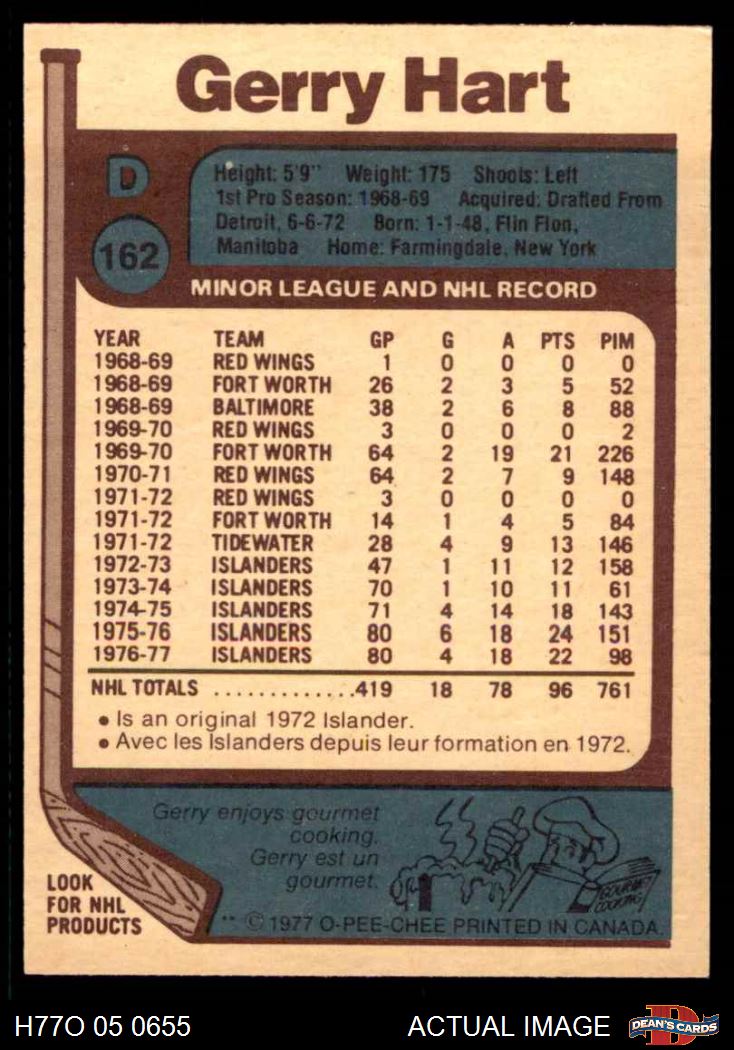 Gerry Hart
D
162
Height: 5'9" Weight: 175 Shoots: Left
1st Pro Season: 1968-69 Acquired: Drafted From
Detroit, 6-6-72 Born: 1-1-48, Flin Flon,
Manitoba Home: Farmingdale, New York
MINOR LEAGUE AND NHL RECORD
YEAR TEAM GP G A PTS PIM
1968-69 RED WINGS 1 0 0 0 0
1968-69 FORT WORTH 26 2 3 5 52
1968-69 BALTIMORE 38 2 6 8 88
1969-70 RED WINGS 3 0 0 0 2
1969-70 FORT WORTH 64 2 19 21 226
1970-71 RED WINGS 64 2 7 9 148
1971-72 RED WINGS 3 0 0 0 0
1971-72 FORT WORTH 14 1 4 5 84
1971-72 TIDEWATER 28 4 9 13 146
1972-73 ISLANDERS 47 1 11 12 158
1973-74 ISLANDERS 70 1 10 11 61
1974-75 ISLANDERS 71 4 14 18 143
1975-76 ISLANDERS 80 6 18 24 151
1976-77 ISLANDERS 80 4 18 22 98
NHL TOTALS .............419 18 78 96 761
• Is an original 1972 Islander.
• Avec les Islanders depuis leur formation en 1972.
Gerry enjoys gourmet
cooking.
Gerry est un
gourmet.
GOURMET
COOKING
LOOK
FOR NHL
PRODUCTS
** © 1977 O-PEE-CHEE PRINTED IN CANADA.
H77O 05 0655 ACTUAL IMAGE DEAN'S CARDS